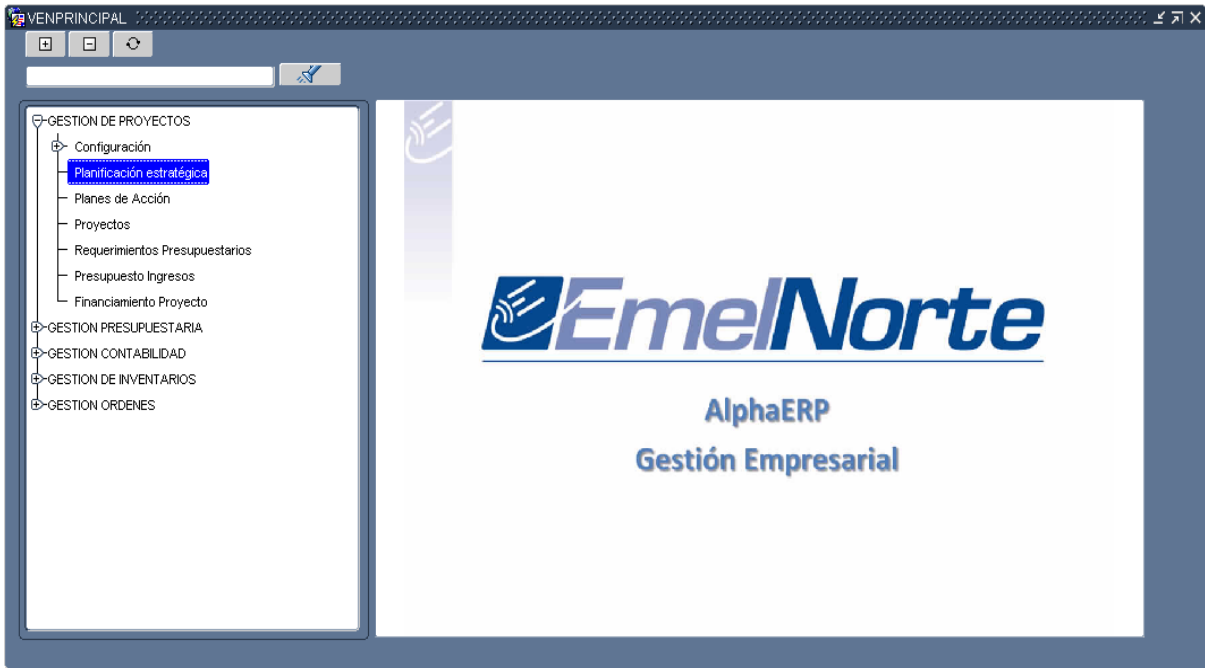 VENPRINCIPAL
GESTION DE PROYECTOS
Configuración
Planificación estratégica
Planes de Acción
Proyectos
Requerimientos Presupuestarios
Presupuesto Ingresos
Financiamiento Proyecto
GESTION PRESUPUESTARIA
GESTION CONTABILIDAD
GESTION DE INVENTARIOS
GESTION ORDENES
EmelNorte
AlphaERP
Gestión Empresarial